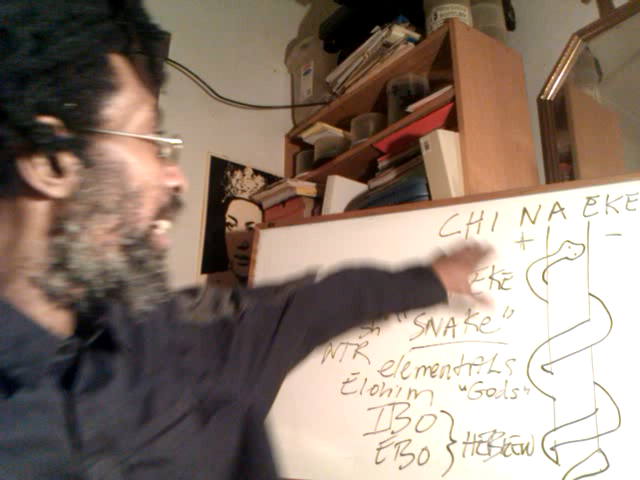 CHI NA EKE
+ -
EKE
"SNAKE"
NTR elementALs
Elohim "Gods"
IBO
EBO } HEBREW